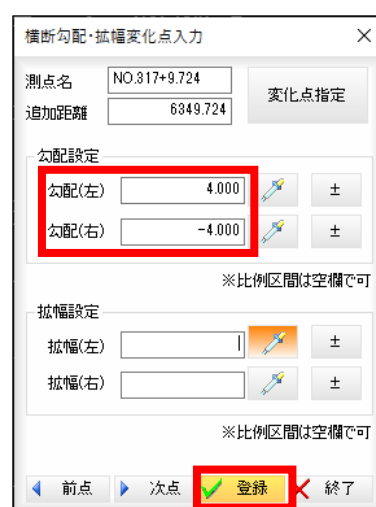 横断勾配・拡幅変化点入力
測点名 NO.317+9.724
変化点指定
追加距離 6349.724
勾配設定
勾配(左) 4.000 ±
勾配(右) -4.000 ±
※比例区間は空欄で可
拡幅設定
拡幅(左) ±
拡幅(右) ±
※比例区間は空欄で可
前点 次点 登録 終了